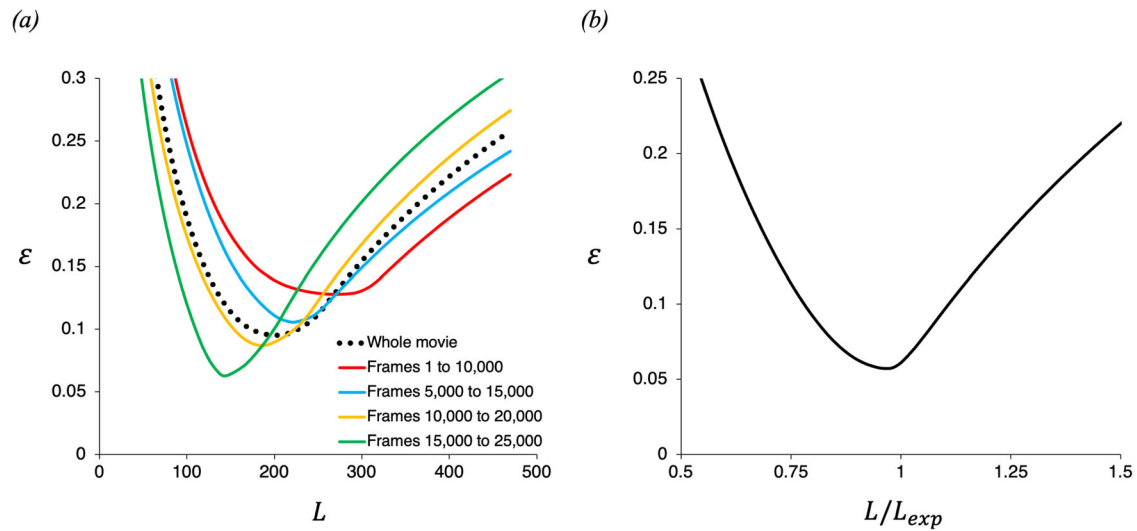 (a)
0.3
0.25
0.2
ε
0.15
0.1
0.05
0
Whole movie
Frames 1 to 10,000
Frames 5,000 to 15,000
Frames 10,000 to 20,000
Frames 15,000 to 25,000
0 100 200 300 400 500
L
(b)
0.25
0.2
0.15
ε
0.1
0.05
0
0.5 0.75 1 1.25 1.5
L/Lexp